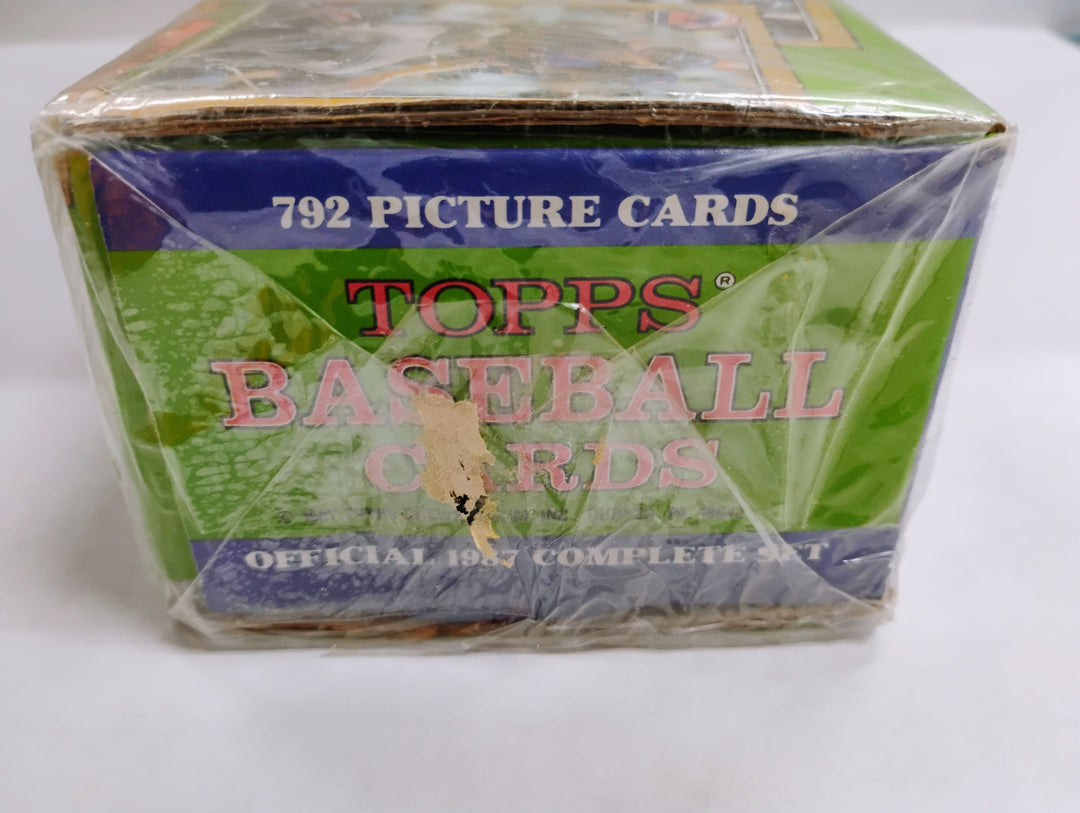 792 PICTURE CARDS
TOPPS®
BASEBALL
CARDS
OFFICIAL 1987 COMPLETE SET